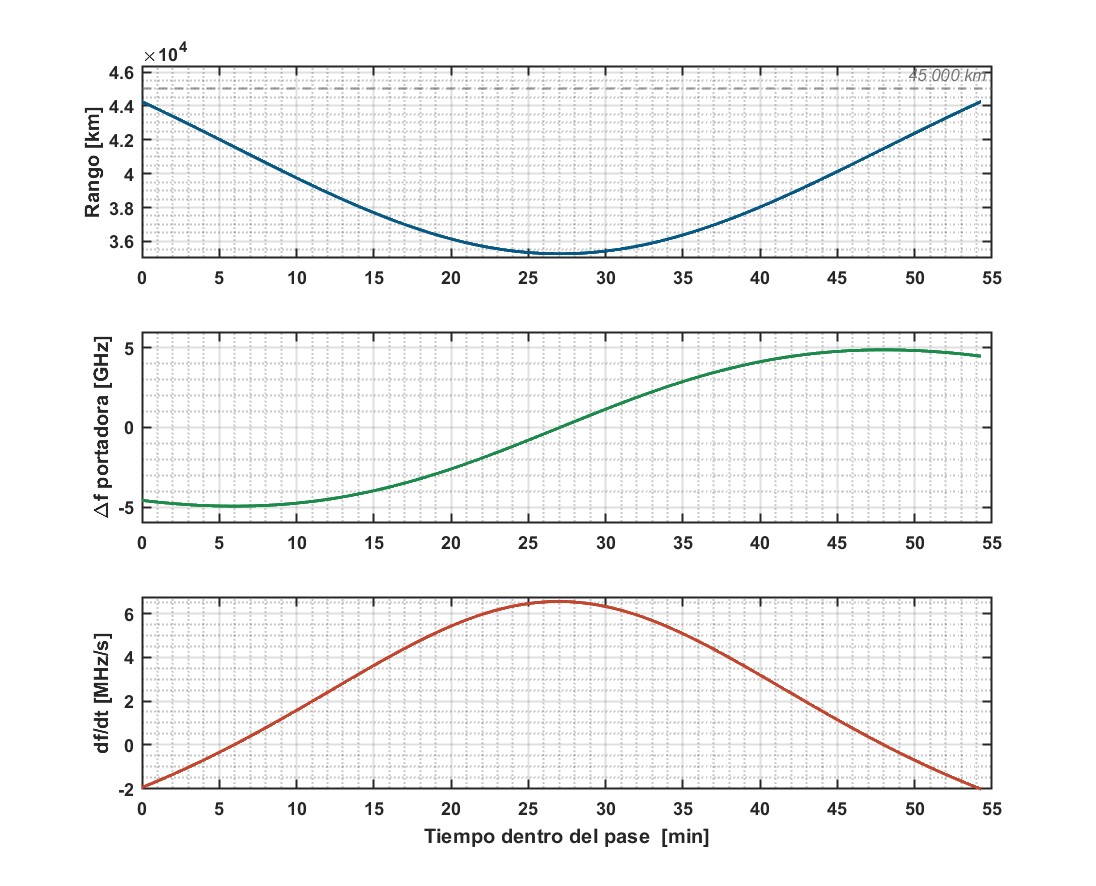 ×10⁴
4.6
4.4
4.2
4
3.8
3.6
Rango [km]
45 000 km
0 5 10 15 20 25 30 35 40 45 50 55
5
0
-5
Δf portadora [GHz]
0 5 10 15 20 25 30 35 40 45 50 55
6
4
2
0
-2
df/dt [MHz/s]
0 5 10 15 20 25 30 35 40 45 50 55
Tiempo dentro del pase [min]